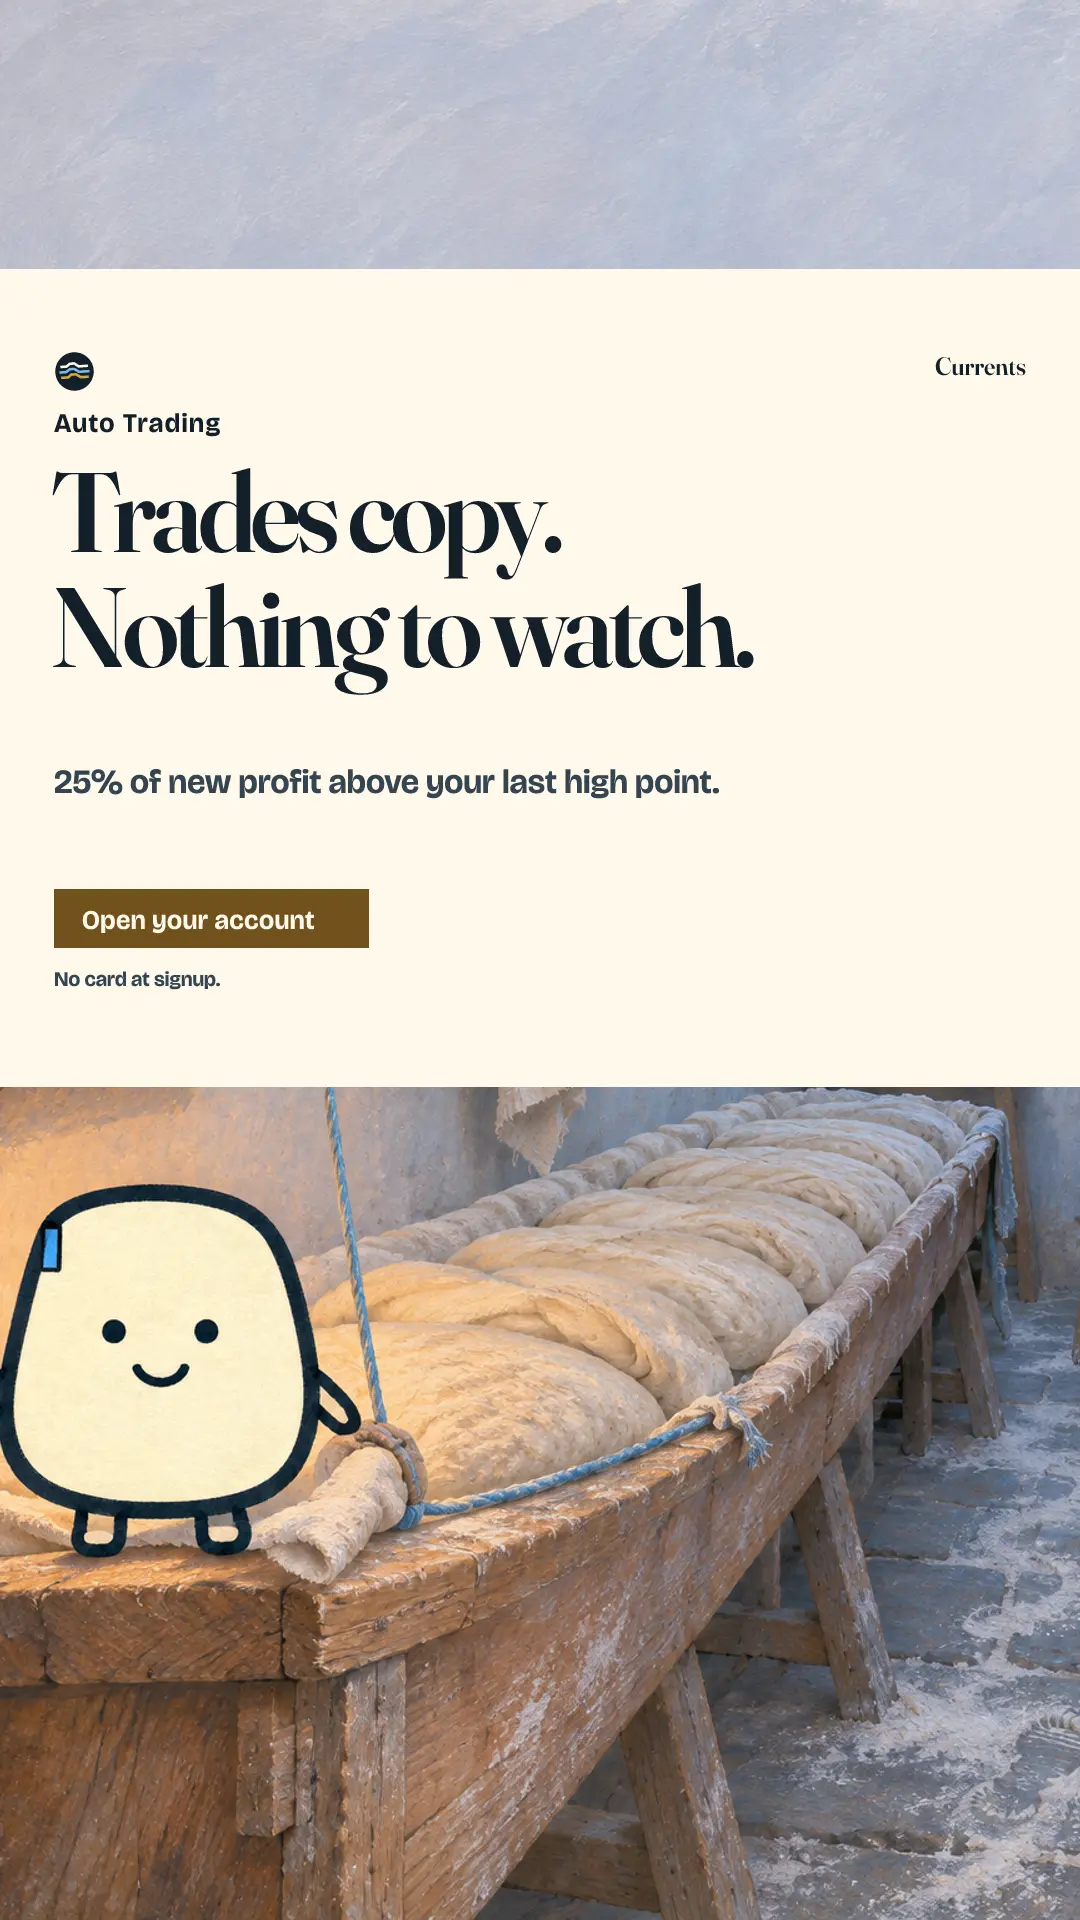 Currents
Auto Trading
Trades copy.
Nothing to watch.
25% of new profit above your last high point.
Open your account
No card at signup.